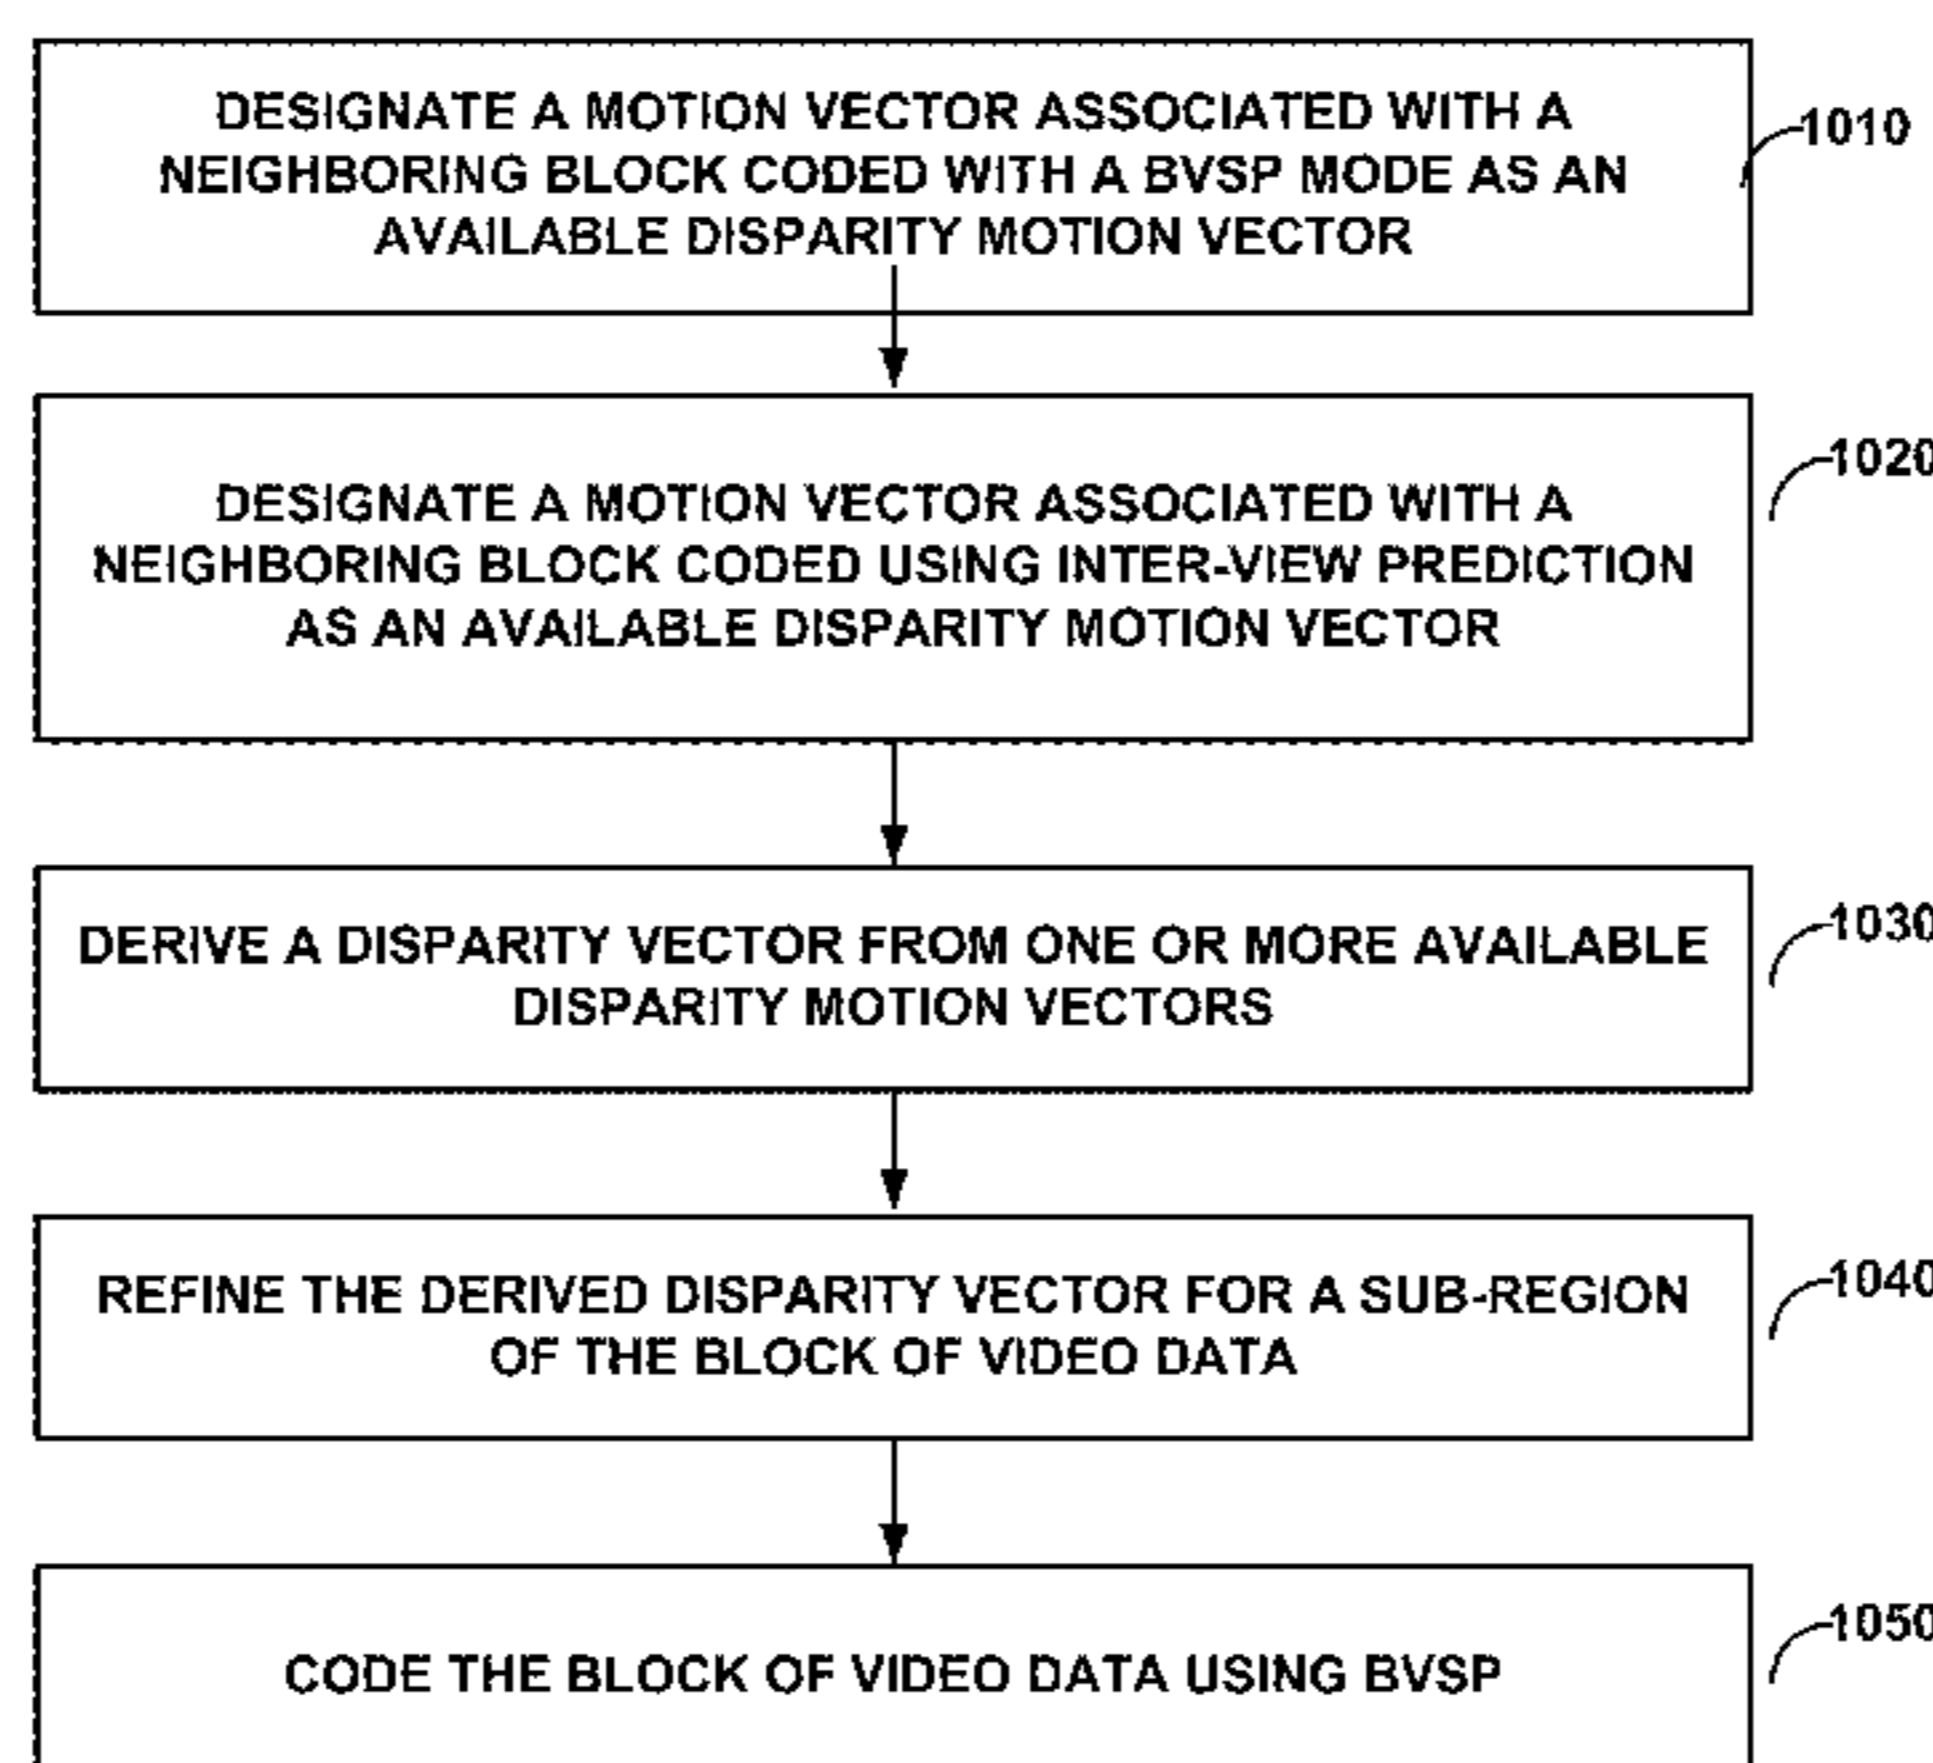 DESIGNATE A MOTION VECTOR ASSOCIATED WITH A
NEIGHBORING BLOCK CODED WITH A BVSP MODE AS AN
AVAILABLE DISPARITY MOTION VECTOR
1010
DESIGNATE A MOTION VECTOR ASSOCIATED WITH A
NEIGHBORING BLOCK CODED USING INTER-VIEW PREDICTION
AS AN AVAILABLE DISPARITY MOTION VECTOR
1020
DERIVE A DISPARITY VECTOR FROM ONE OR MORE AVAILABLE
DISPARITY MOTION VECTORS
1030
REFINE THE DERIVED DISPARITY VECTOR FOR A SUB-REGION
OF THE BLOCK OF VIDEO DATA
1040
CODE THE BLOCK OF VIDEO DATA USING BVSP
1050